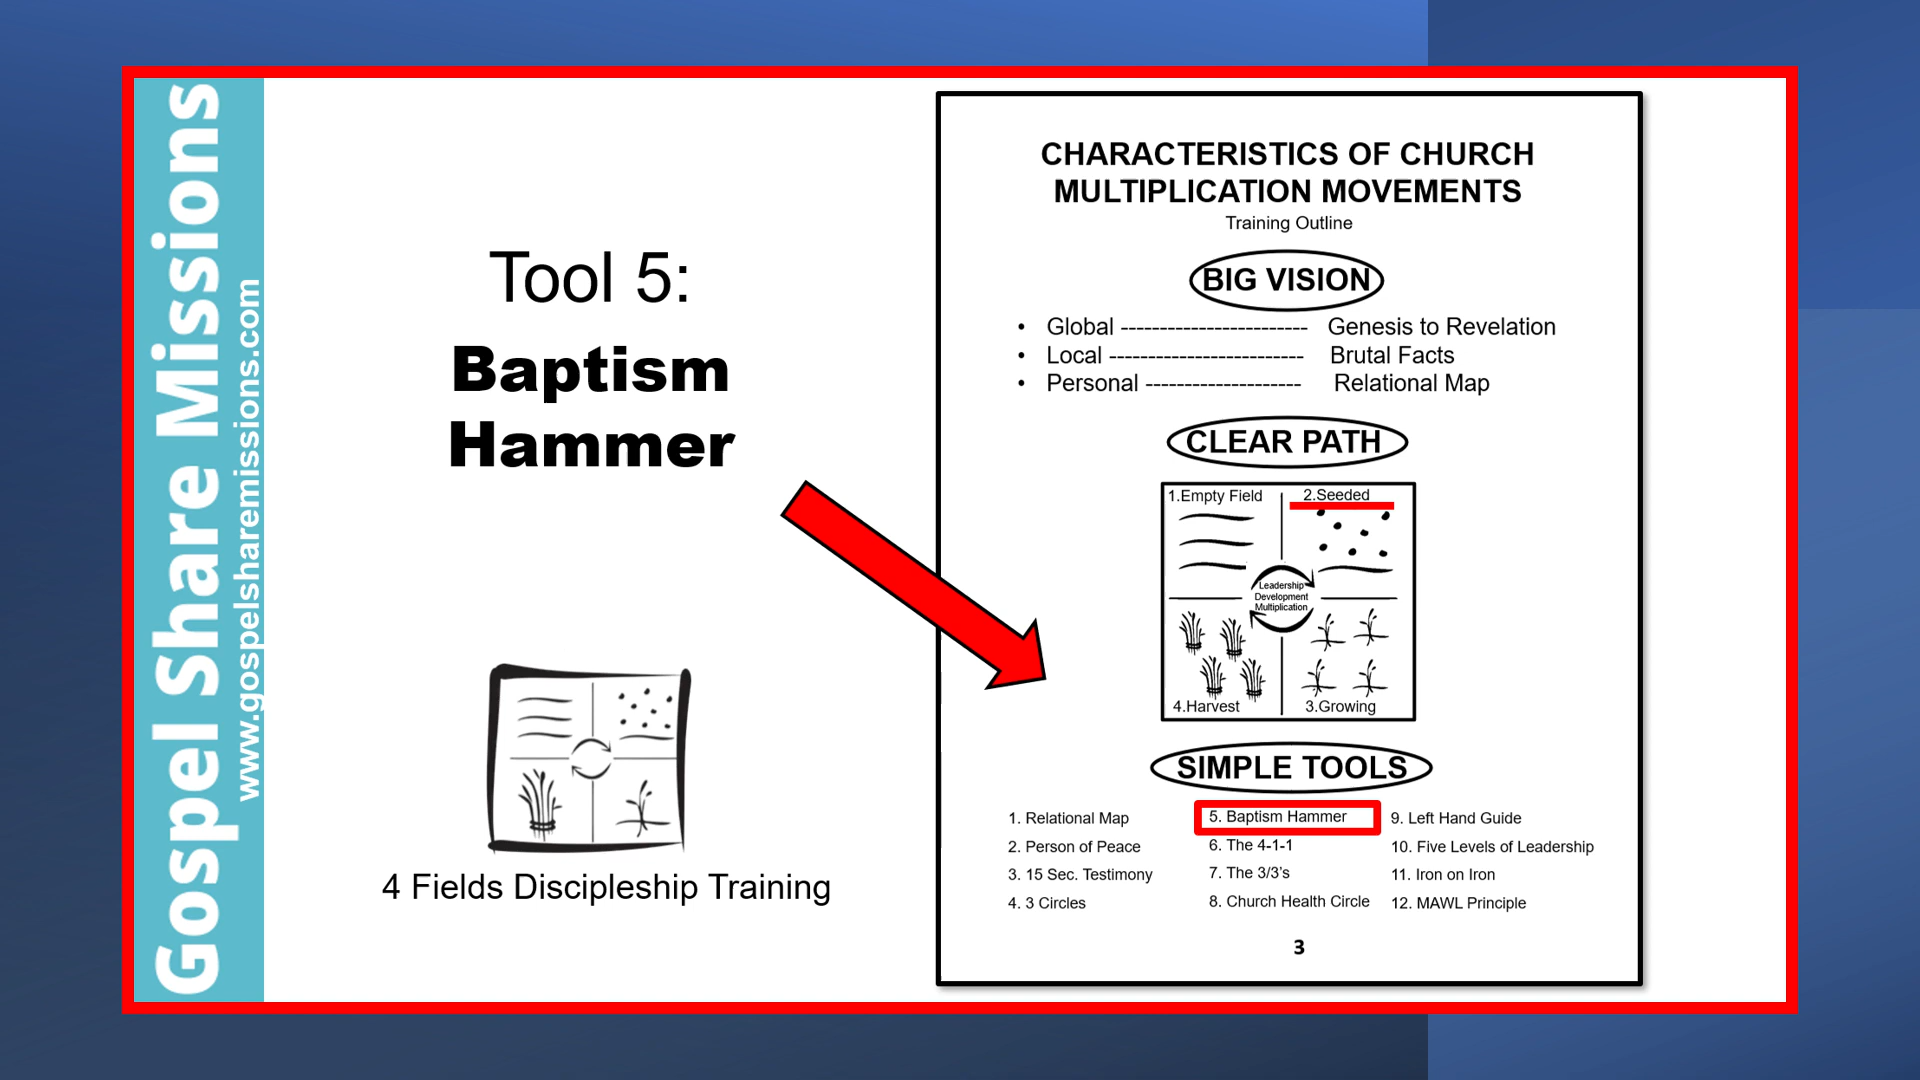 Gospel Share Missions
www.gospelsharemissions.com
Tool 5:
Baptism
Hammer
4 Fields Discipleship Training
CHARACTERISTICS OF CHURCH
MULTIPLICATION MOVEMENTS
Training Outline
BIG VISION
• Global ------------------------ Genesis to Revelation
• Local ------------------------- Brutal Facts
• Personal -------------------- Relational Map
CLEAR PATH
1.Empty Field
2.Seeded
Leadership
Development
Multiplication
4.Harvest
3.Growing
SIMPLE TOOLS
1. Relational Map
2. Person of Peace
3. 15 Sec. Testimony
4. 3 Circles
5. Baptism Hammer
6. The 4-1-1
7. The 3/3's
8. Church Health Circle
9. Left Hand Guide
10. Five Levels of Leadership
11. Iron on Iron
12. MAWL Principle
3